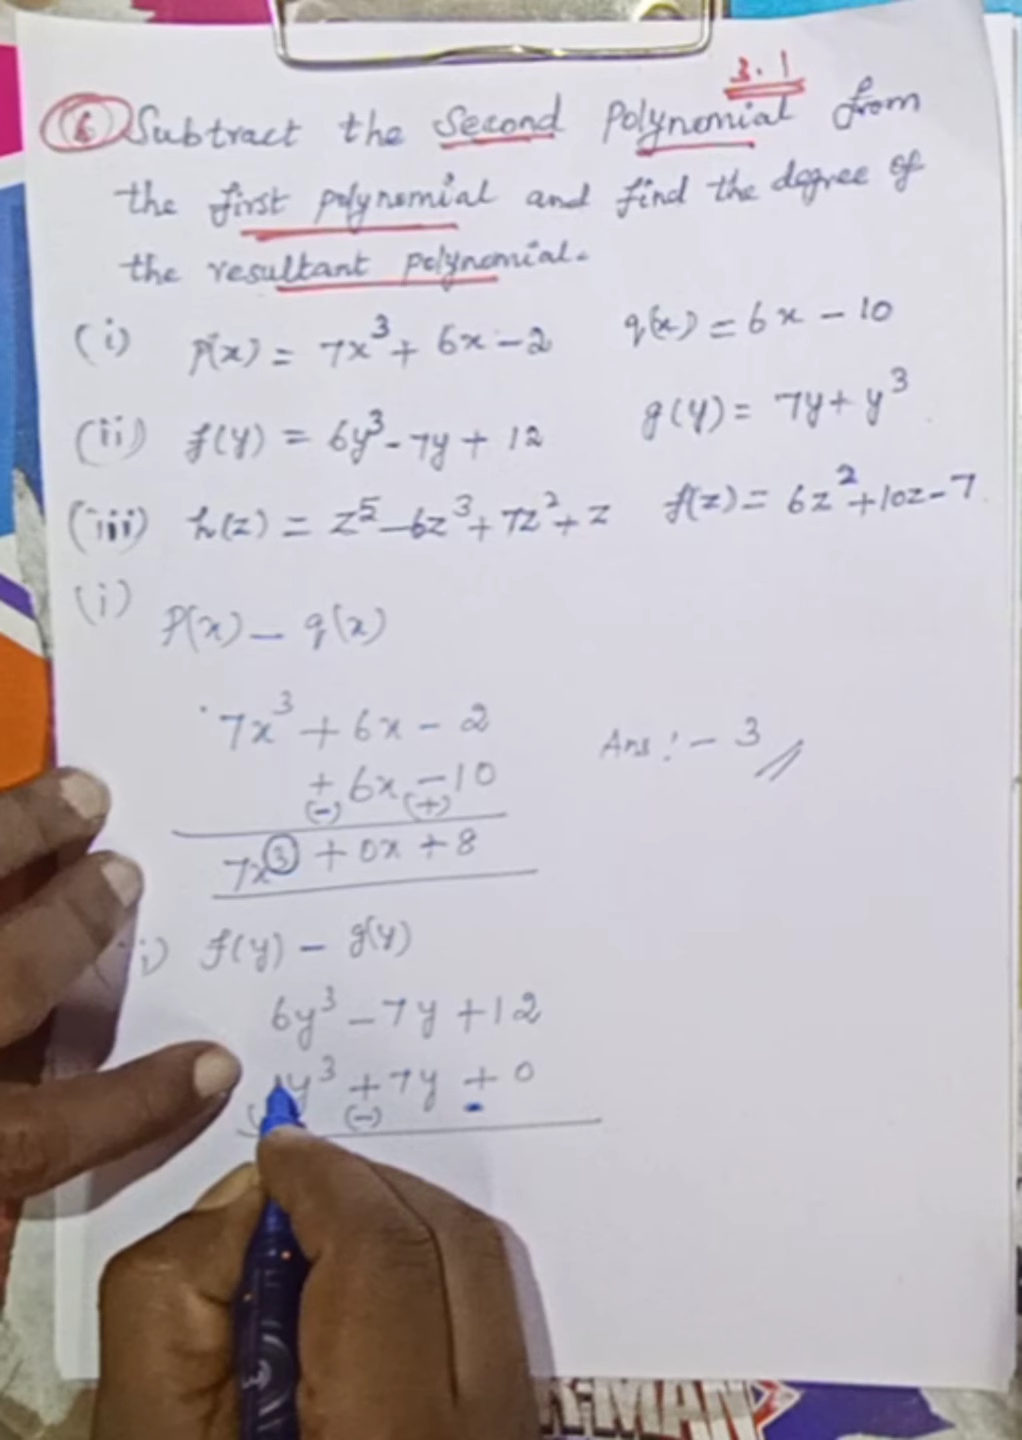 3.1
6 Subtract the Second Polynomial from
the first polynomial and find the degree of
the resultant polynomial.
(i) P(x) = 7x³ + 6x - 2 q(x) = 6x - 10
(ii) f(y) = 6y³ - 7y + 12 g(y) = 7y + y³
(iii) h(z) = z⁵ - 6z³ + 7z² + z f(z) = 6z² + 10z - 7
(i) P(x) - q(x)
7x³ + 6x - 2
+ 6x - 10 Ans :- 3
(-) (+)
7x³ + 0x + 8
i) f(y) - g(y)
6y³ - 7y + 12
y³ + 7y + 0
(-)
MAN